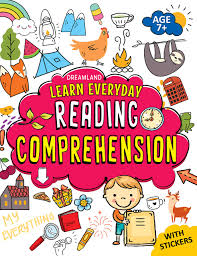 AGE
7+
DREAMLAND
LEARN EVERYDAY
READING
COMPREHENSION
MY
EVERYTHING
WITH
STICKERS